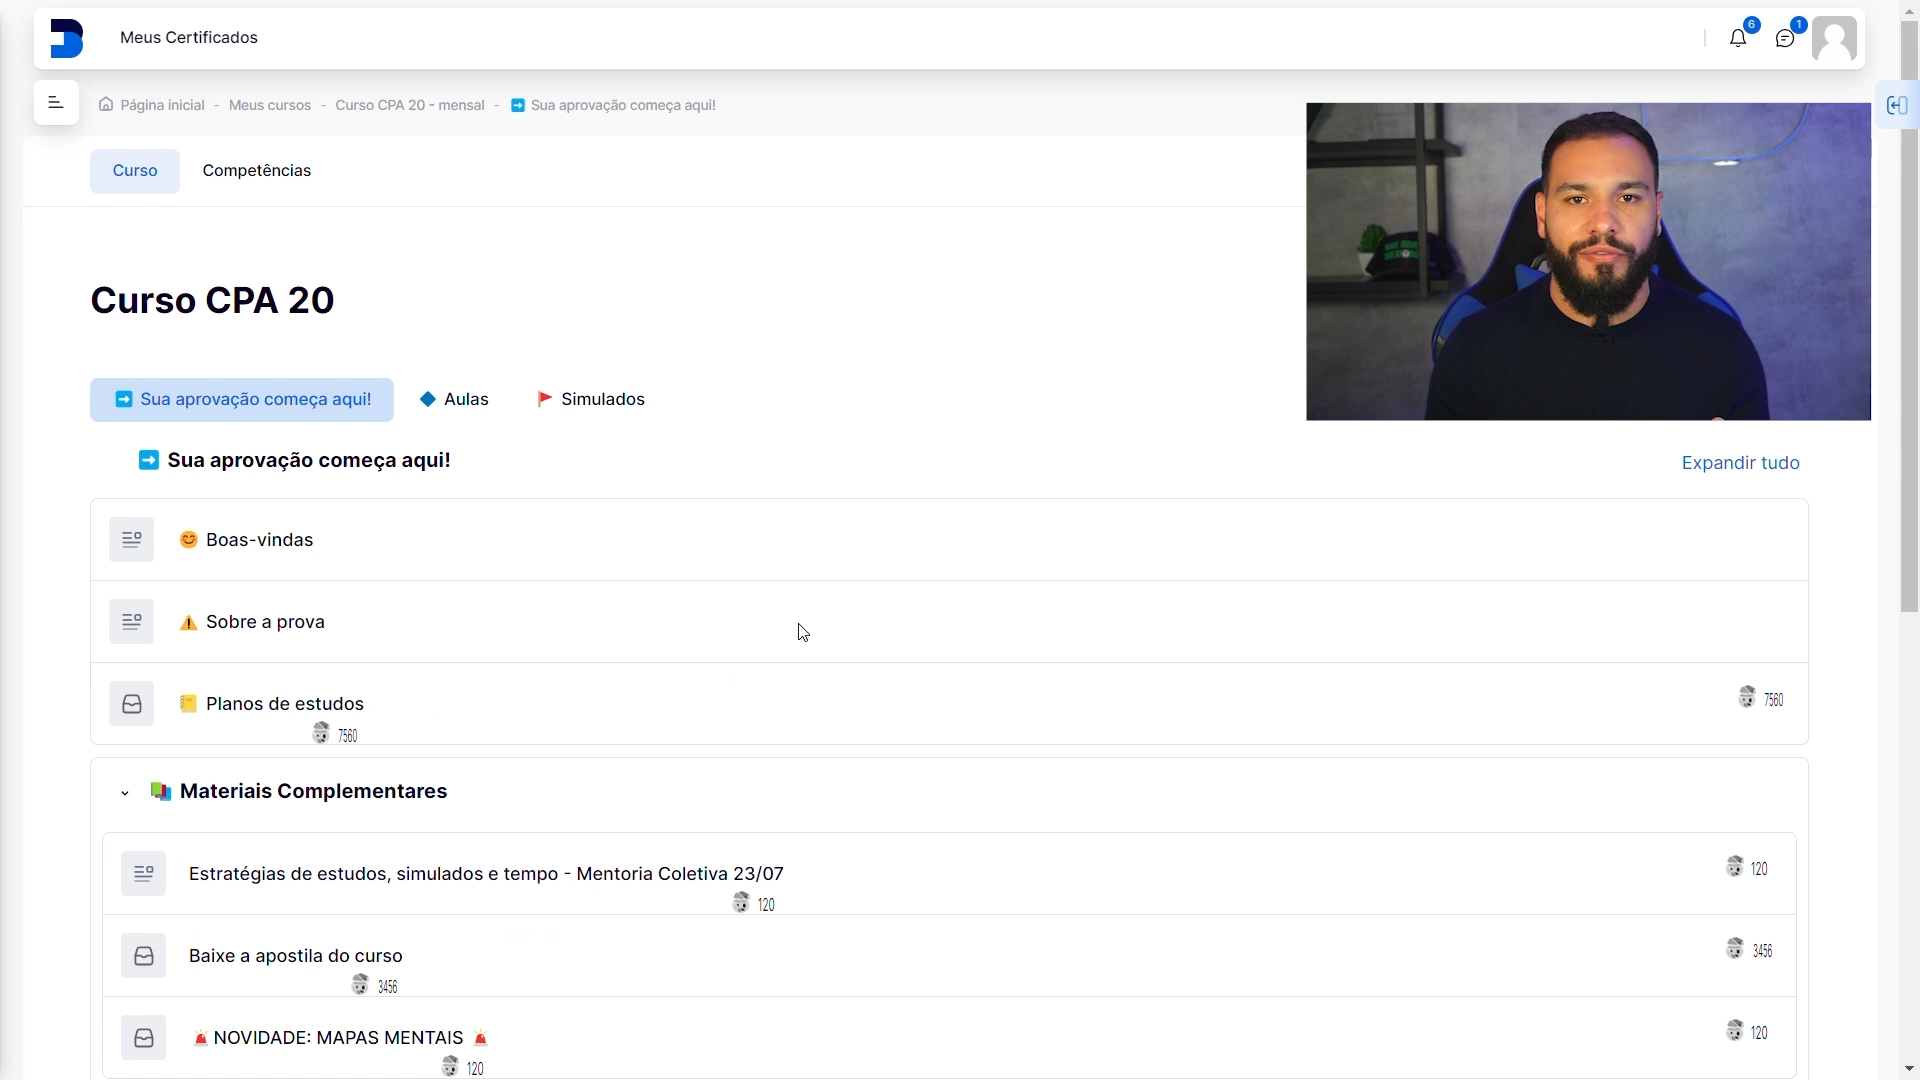 Meus Certificados
6
1
Página inicial - Meus cursos - Curso CPA 20 - mensal - Sua aprovação começa aqui!
Curso
Competências
Curso CPA 20
Sua aprovação começa aqui!
Aulas
Simulados
Sua aprovação começa aqui!
Expandir tudo
Boas-vindas
Sobre a prova
Planos de estudos
7560
7560
Materiais Complementares
Estratégias de estudos, simulados e tempo - Mentoria Coletiva 23/07
120
120
Baixe a apostila do curso
3456
3456
NOVIDADE: MAPAS MENTAIS
120
120